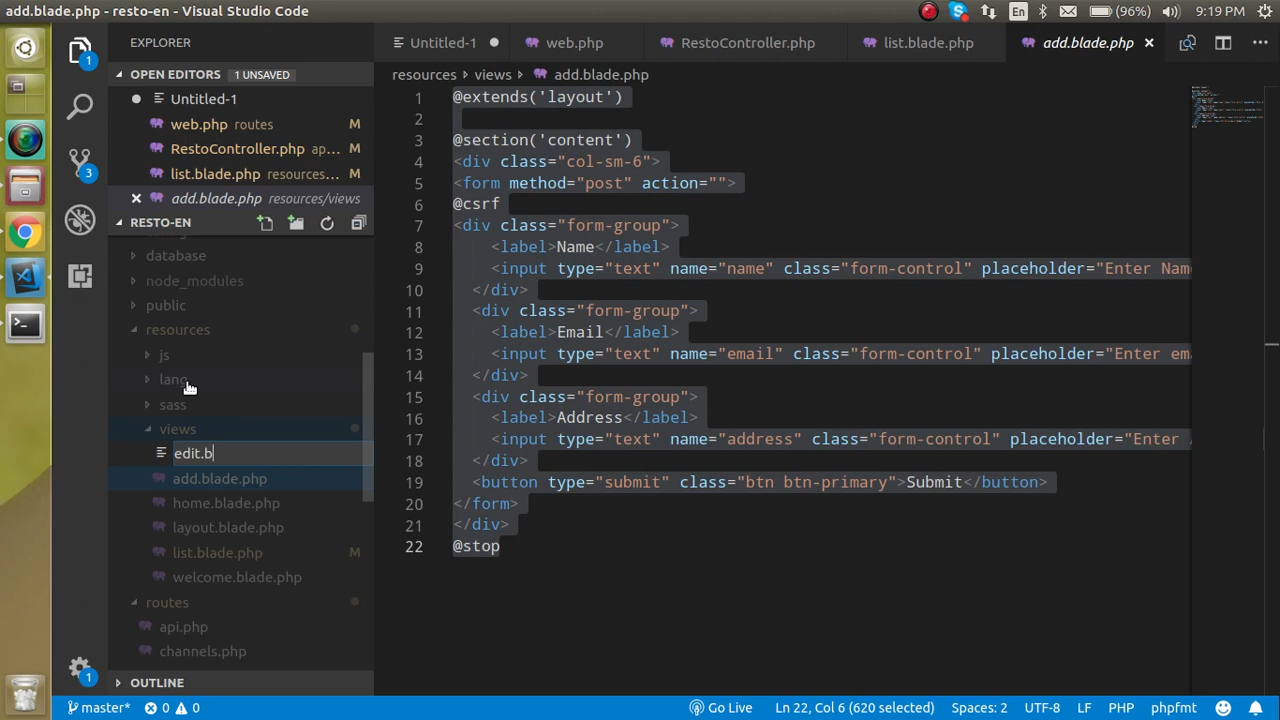 add.blade.php - resto-en - Visual Studio Code
En
(96%)
9:19 PM
EXPLORER
OPEN EDITORS 1 UNSAVED
Untitled-1
web.php routes M
RestoController.php ap... M
list.blade.php resources... M
add.blade.php resources/views
RESTO-EN
database
node_modules
public
resources
js
lang
sass
views
edit.b
add.blade.php
home.blade.php
layout.blade.php
list.blade.php M
welcome.blade.php
routes
api.php
channels.php
OUTLINE
1
3
1
Untitled-1
web.php
RestoController.php
list.blade.php
add.blade.php
resources > views > add.blade.php
1 @extends('layout')
2
3 @section('content')
4 <div class="col-sm-6">
5 <form method="post" action="">
6 @csrf
7 <div class="form-group">
8 <label>Name</label>
9 <input type="text" name="name" class="form-control" placeholder="Enter Nam
10 </div>
11 <div class="form-group">
12 <label>Email</label>
13 <input type="text" name="email" class="form-control" placeholder="Enter ema
14 </div>
15 <div class="form-group">
16 <label>Address</label>
17 <input type="text" name="address" class="form-control" placeholder="Enter
18 </div>
19 <button type="submit" class="btn btn-primary">Submit</button>
20 </form>
21 </div>
22 @stop
master* 0 0
Go Live
Ln 22, Col 6 (620 selected)
Spaces: 2
UTF-8
LF
PHP
phpfmt